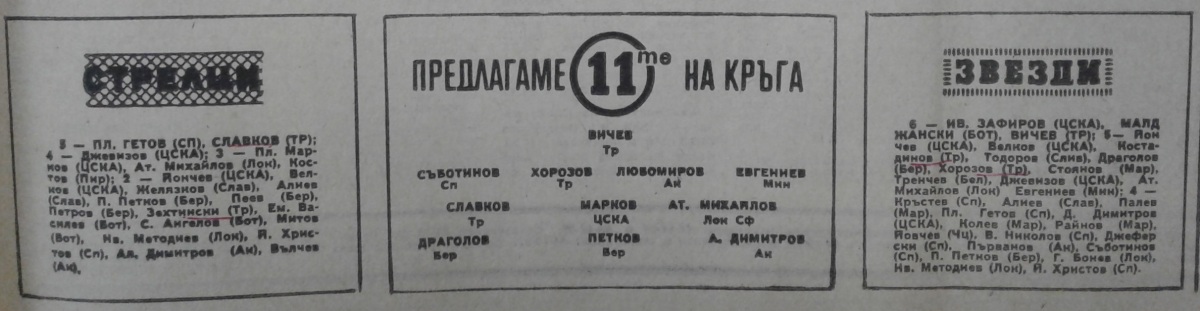 СТРЕЛЦИ
5 — ПЛ. ГЕТОВ (СП), СЛАВКОВ (ТР);
4 — Джевизов (ЦСКА); 3 — Пл. Мар-
ков (ЦСКА), Ат. Михайлов (Лок), Кос-
тов (Пир); 2 — Йончев (ЦСКА), Вел-
ков (ЦСКА), Желязков (Слав), Алиев
(Слав), П. Петков (Бер), Пеев (Бер),
Петров (Бер), Зехтински (Тр), Ем. Ва-
силев (Бот), С. Ангелов (Бот), Митов
(Бот), Нв. Методиев (Лок), Й. Хрис-
тов (Сп), Ал. Димитров (Ак), Вълчев
(Ак),
ПРЕДЛАГАМЕ 11те НА КРЪГА
ВИЧЕВ
Тр
СЪБОТИНОВ ХОРОЗОВ ЛЮБОМИРОВ ЕВГЕНИЕВ
Сп Тр Ак Мин
СЛАВКОВ МАРКОВ АТ. МИХАЙЛОВ
Тр ЦСКА Лок Сф
ДРАГОЛОВ ПЕТКОВ А. ДИМИТРОВ
Бер Бер Ак
ЗВЕЗДИ
6 — ИВ. ЗАФИРОВ (ЦСКА), МАЛД
ЖАНСКИ (БОТ), ВИЧЕВ (ТР); 5— Йон
чев (ЦСКА), Велков (ЦСКА), Коста-
динов (Тр), Тодоров (Слив), Драголов
(Бер), Хорозов (Тр), Стоянов (Мар),
Тренчев (Бел), Джевизов (ЦСКА), Ат.
Михайлов (Лок), Евгениев (Мин); 4 —
Кръстев (Сп), Алиев (Слав), Палев
(Мар), Пл. Гетов (Сп), Д. Димитров
(ЦСКА), Колев (Мар), Райнов (Мар),
Йовчев (Чц), В. Николов (Сп), Джефер
ски (Сп), Първанов (Ак), Съботинов
(Сп), П. Петков (Бер), Г. Бонев (Лок),
Нв. Методиев (Лок), Й. Христов (Сп).